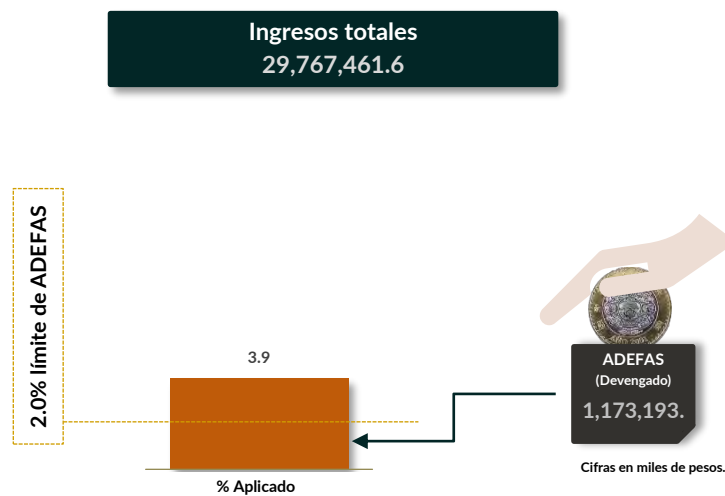 Ingresos totales
29,767,461.6
2.0% límite de ADEFAS
3.9
% Aplicado
ADEFAS
(Devengado)
1,173,193.
Cifras en miles de pesos.